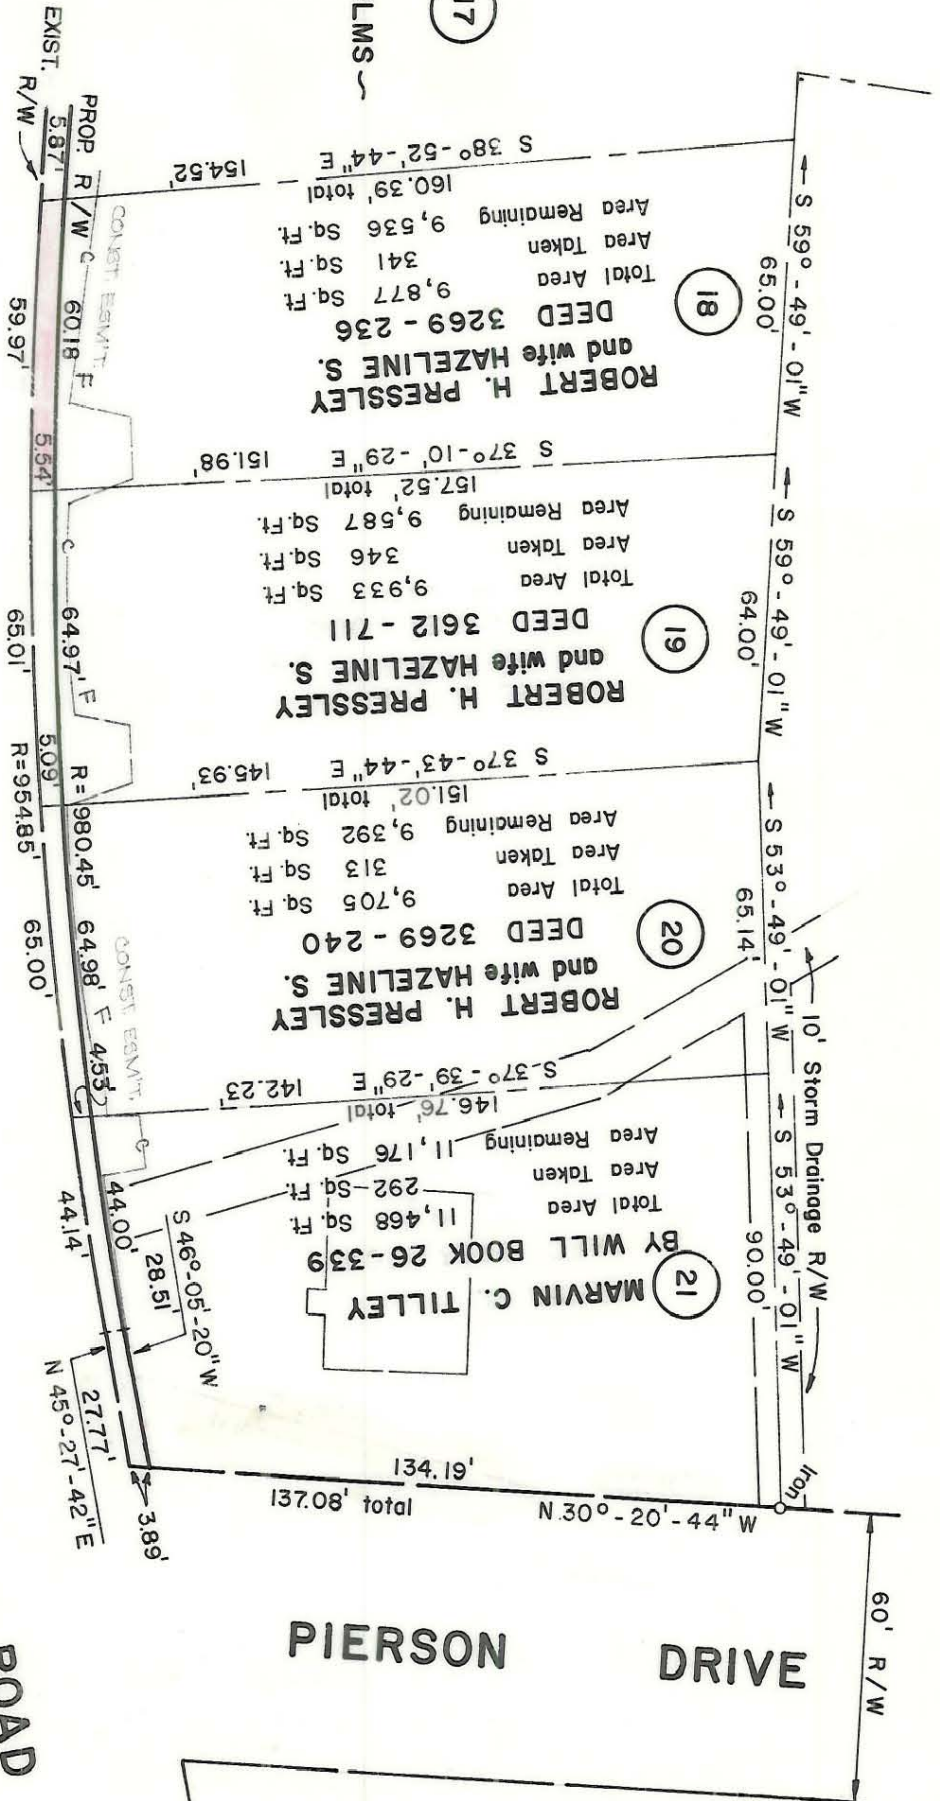 17
LMS ~
EXIST. R/W
PROP. R/W
5.87'
S 38°-52'-44" E 154.52'
160.39' total
18
ROBERT H. PRESSLEY
and wife HAZELINE S.
DEED 3269 - 236
Total Area 9,877 Sq. Ft.
Area Taken 341 Sq. Ft.
Area Remaining 9,536 Sq. Ft.
S 59°-49'-01" W
65.00'
CONST. ESM'T.
C
60.18'
F
59.97'
5.54'
S 37°-10'-29" E 151.98'
157.52' total
19
ROBERT H. PRESSLEY
and wife HAZELINE S.
DEED 3612 - 711
Total Area 9,933 Sq. Ft.
Area Taken 346 Sq. Ft.
Area Remaining 9,587 Sq. Ft.
S 59°-49'-01" W
64.00'
C
64.97'
F
65.01'
5.09'
S 37°-43'-44" E 145.93'
151.02' total
20
ROBERT H. PRESSLEY
and wife HAZELINE S.
DEED 3269 - 240
Total Area 9,705 Sq. Ft.
Area Taken 313 Sq. Ft.
Area Remaining 9,392 Sq. Ft.
S 53°-49'-01" W
65.14'
R= 980.45'
R=954.85'
64.98'
F
65.00'
4.53'
CONST. ESM'T.
C
S-37°-39'-29" E 142.23'
146.76' total
21
MARVIN C. TILLEY
BY WILL BOOK 26-339
Total Area 11,468 Sq. Ft.
Area Taken 292 Sq. Ft.
Area Remaining 11,176 Sq. Ft.
10' Storm Drainage R/W
S 53°-49'-01" W
90.00'
44.00'
44.14'
S 46°-05'-20" W
28.51'
27.77'
N 45°-27'-42" E
3.89'
134.19'
137.08' total
N.30°-20'-44" W
Iron
60' R/W
PIERSON DRIVE
ROAD